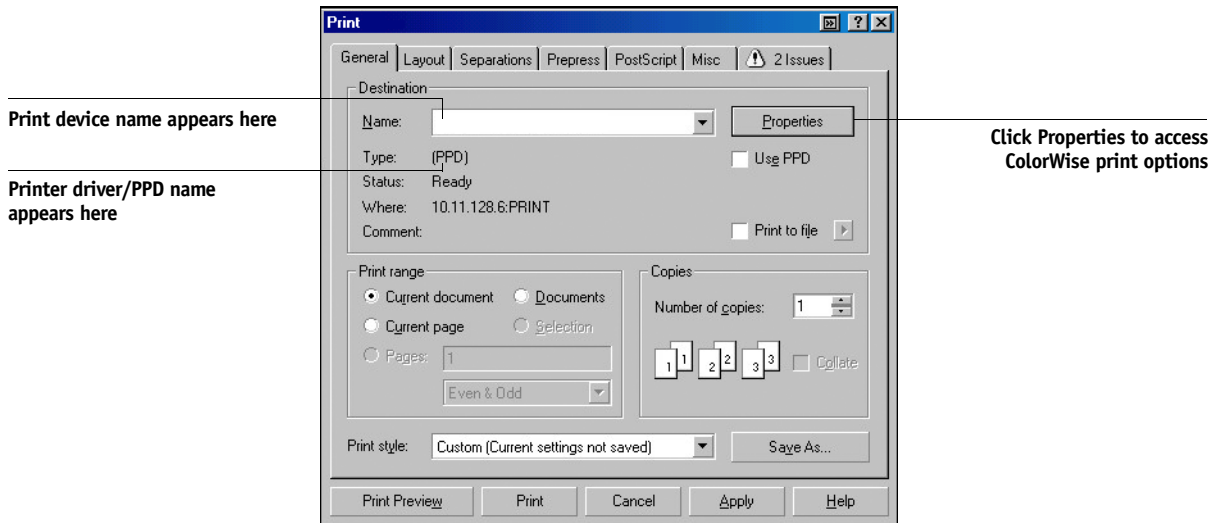 Print
General Layout Separations Prepress PostScript Misc 2 Issues
Destination
Print device name appears here
Name:
Properties
Click Properties to access
ColorWise print options
Type: (PPD)
Use PPD
Printer driver/PPD name
appears here
Status: Ready
Where: 10.11.128.6:PRINT
Comment:
Print to file
Print range
Current document Documents
Current page Selection
Pages: 1
Even & Odd
Copies
Number of copies: 1
1 1 2 2 3 3
Collate
Print style: Custom (Current settings not saved) Save As...
Print Preview Print Cancel Apply Help